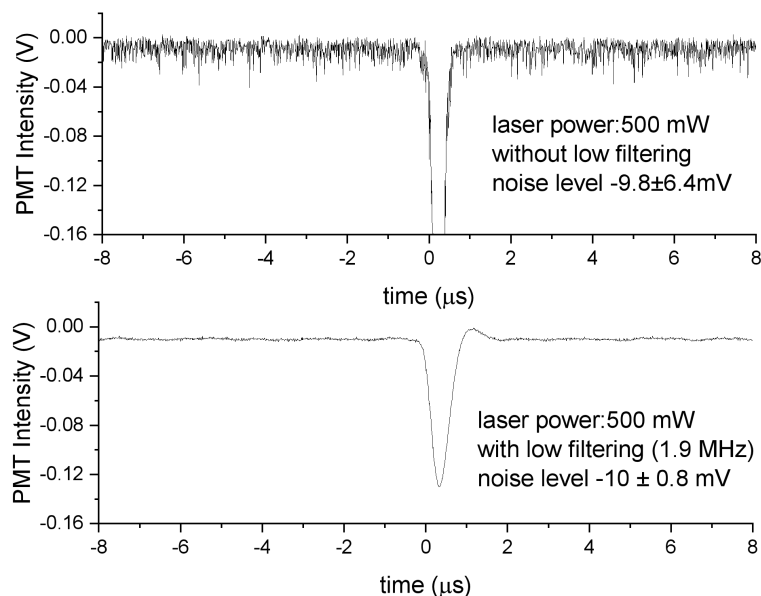 0.00
-0.04
-0.08
-0.12
-0.16
PMT Intensity (V)
laser power:500 mW
without low filtering
noise level -9.8±6.4mV
-8 -6 -4 -2 0 2 4 6 8
time (μs)
0.00
-0.04
-0.08
-0.12
-0.16
PMT Intensity (V)
laser power:500 mW
with low filtering (1.9 MHz)
noise level -10 ± 0.8 mV
-8 -6 -4 -2 0 2 4 6 8
time (μs)